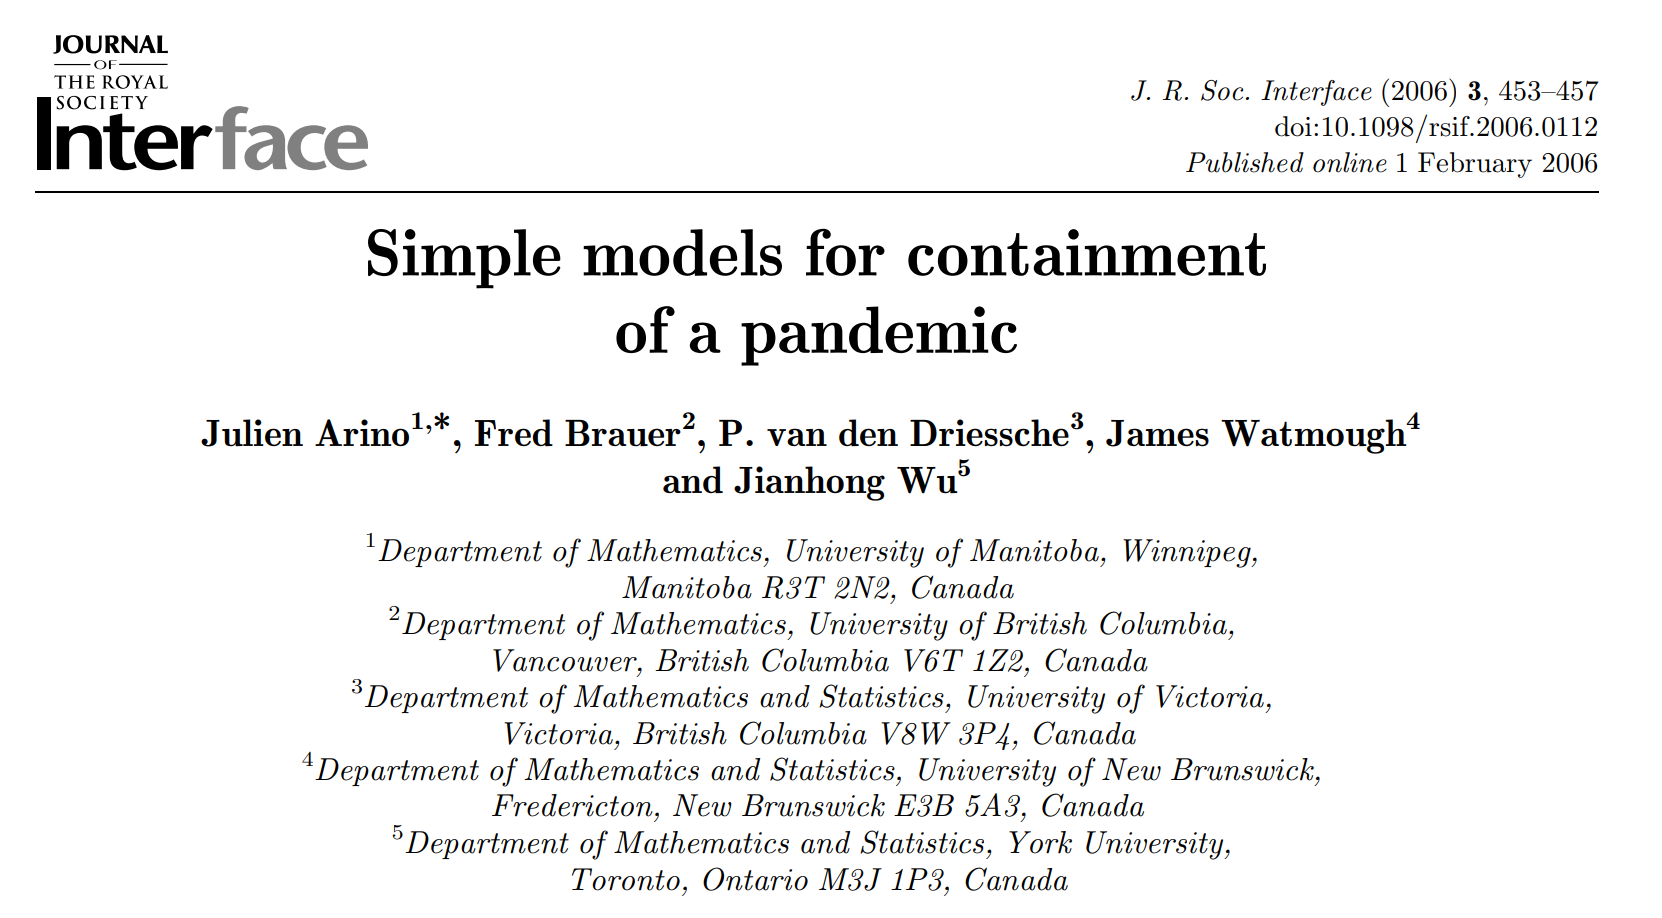 JOURNAL
OF
THE ROYAL
SOCIETY
Interface
J. R. Soc. Interface (2006) 3, 453–457
doi:10.1098/rsif.2006.0112
Published online 1 February 2006
Simple models for containment
of a pandemic
Julien Arino1,*, Fred Brauer2, P. van den Driessche3, James Watmough4
and Jianhong Wu5
1Department of Mathematics, University of Manitoba, Winnipeg,
Manitoba R3T 2N2, Canada
2Department of Mathematics, University of British Columbia,
Vancouver, British Columbia V6T 1Z2, Canada
3Department of Mathematics and Statistics, University of Victoria,
Victoria, British Columbia V8W 3P4, Canada
4Department of Mathematics and Statistics, University of New Brunswick,
Fredericton, New Brunswick E3B 5A3, Canada
5Department of Mathematics and Statistics, York University,
Toronto, Ontario M3J 1P3, Canada